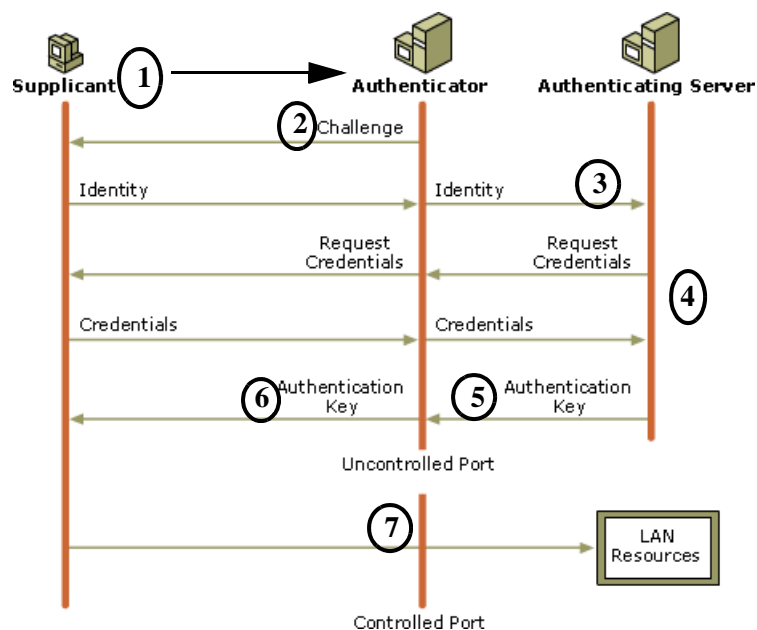 Supplicant
1
Authenticator
Authenticating Server
2
Challenge
Identity
Identity
3
Request
Credentials
Request
Credentials
4
Credentials
Credentials
6
Authentication
Key
5
Authentication
Key
Uncontrolled Port
7
LAN
Resources
Controlled Port